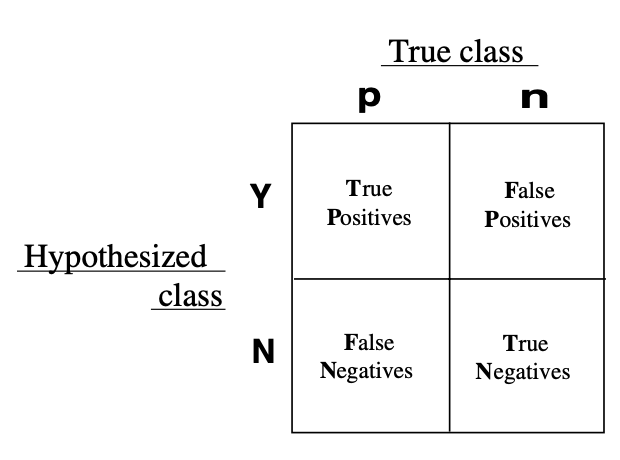 True class
p n
Y
True
Positives
False
Positives
Hypothesized
class
N
False
Negatives
True
Negatives